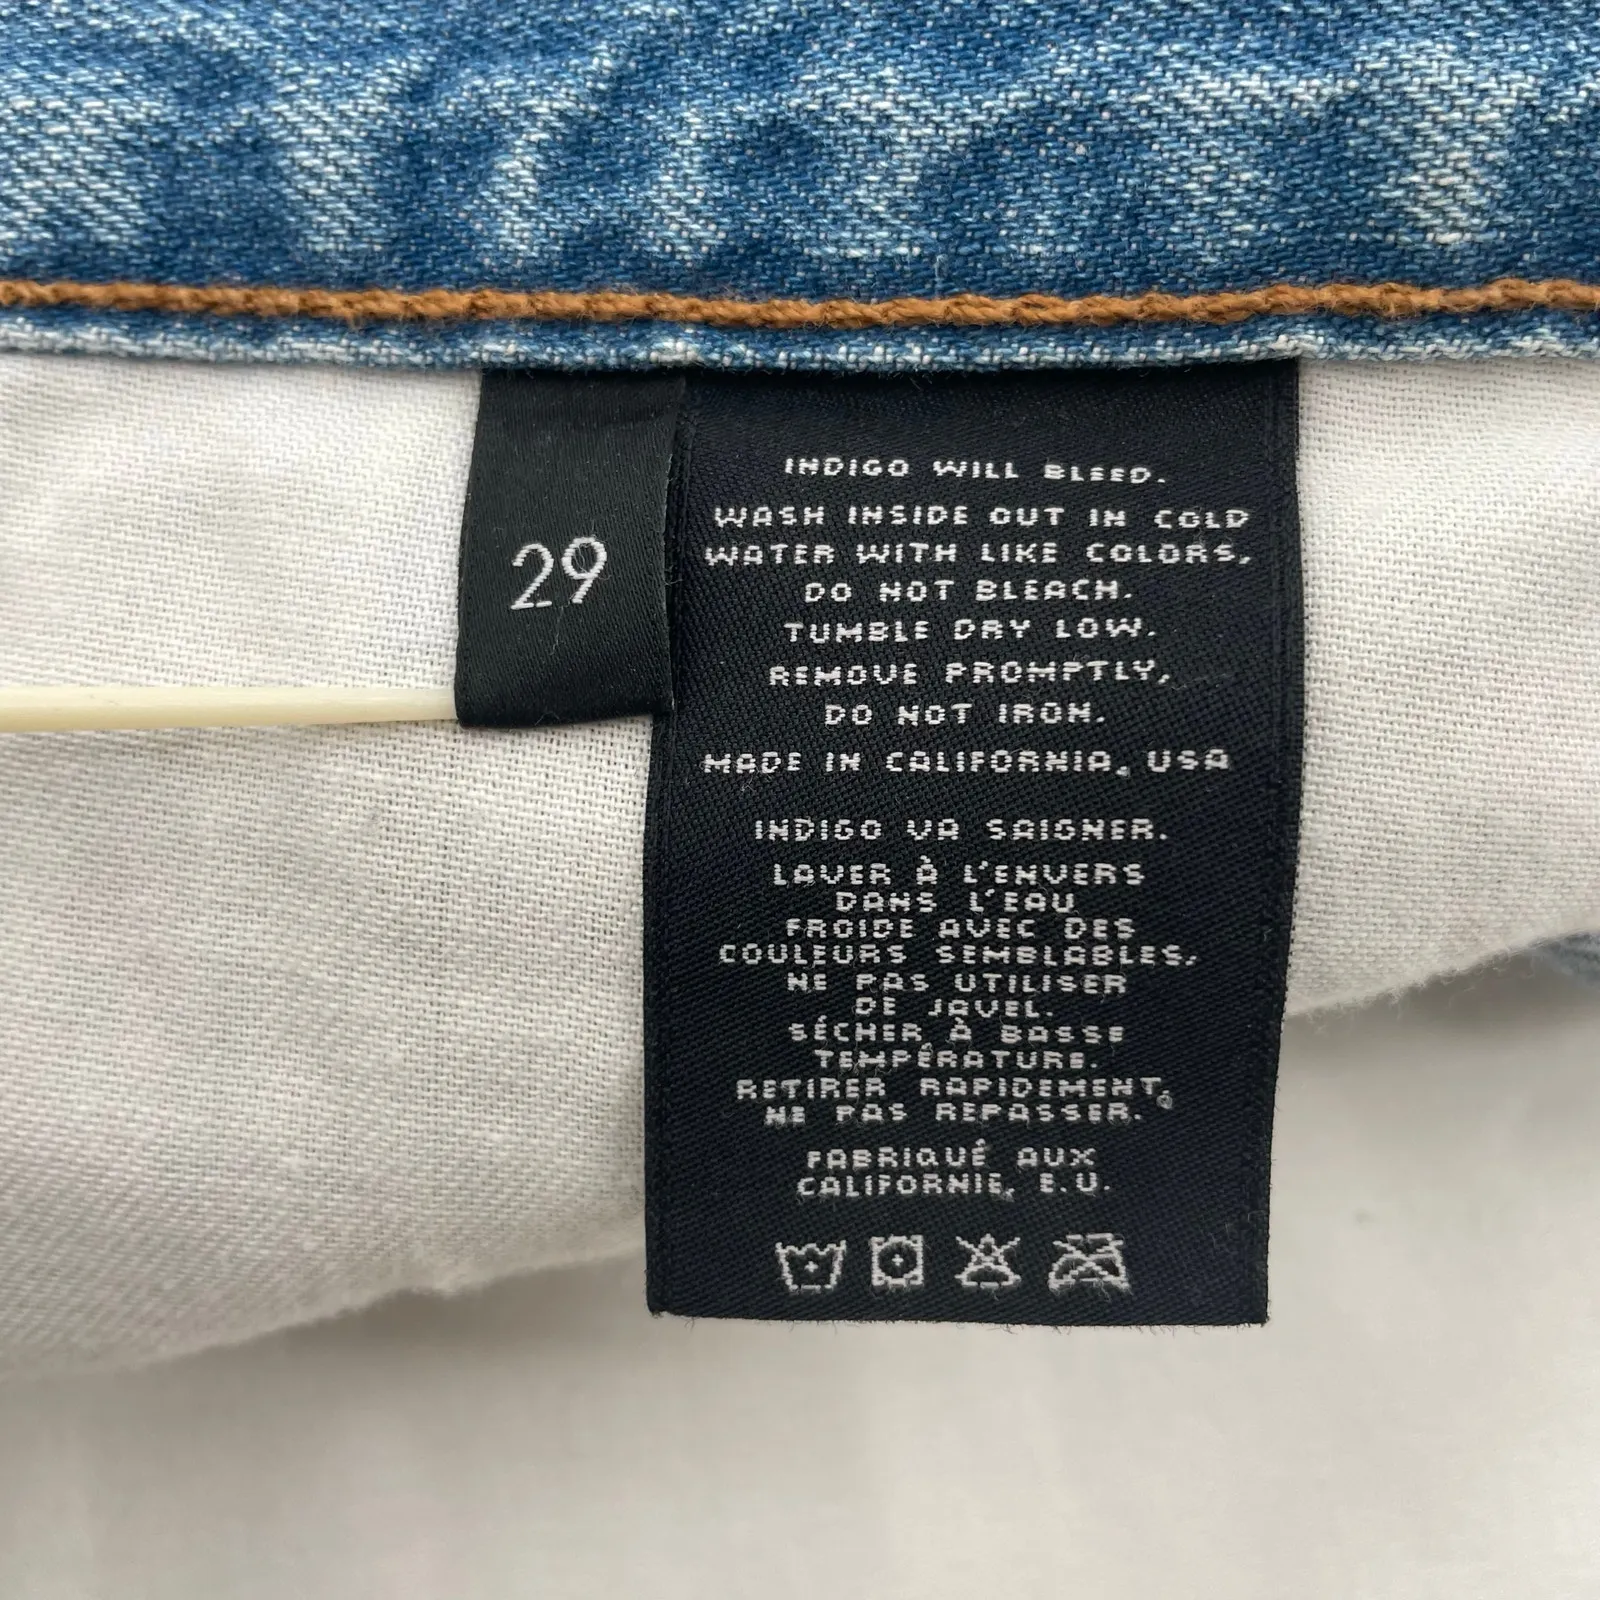 29
INDIGO WILL BLEED.
WASH INSIDE OUT IN COLD
WATER WITH LIKE COLORS,
DO NOT BLEACH.
TUMBLE DRY LOW.
REMOVE PROMPTLY,
DO NOT IRON.
MADE IN CALIFORNIA, USA
INDIGO VA SAIGNER.
LAVER À L'ENVERS
DANS L'EAU
FROIDE AVEC DES
COULEURS SEMBLABLES,
NE PAS UTILISER
DE JAVEL.
SÉCHER À BASSE
TEMPÉRATURE.
RETIRER RAPIDEMENT,
NE PAS REPASSER.
FABRIQUÉ AUX
CALIFORNIE, E.U.